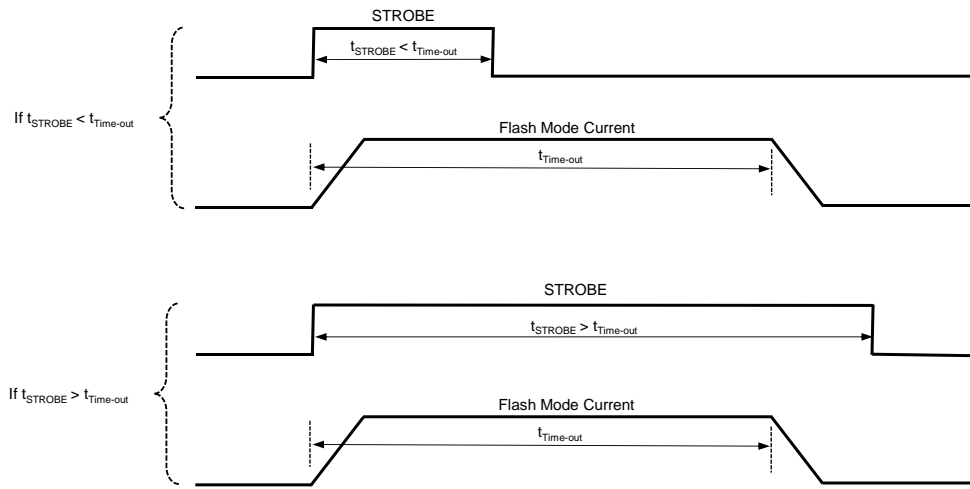 STROBE
tSTROBE < tTime-out
If tSTROBE < tTime-out
Flash Mode Current
tTime-out
STROBE
tSTROBE > tTime-out
If tSTROBE > tTime-out
Flash Mode Current
tTime-out